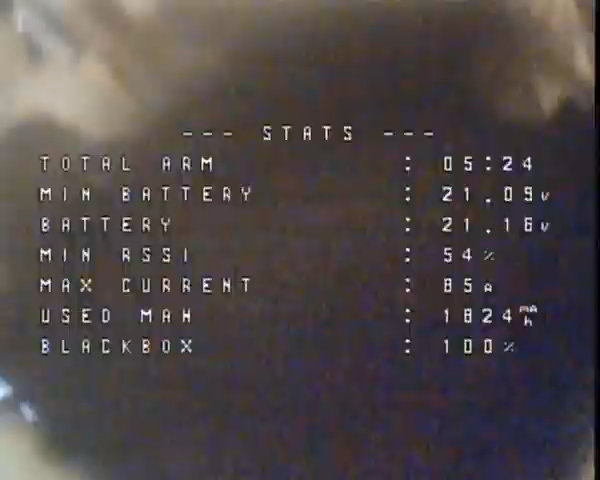 --- STATS ---
TOTAL ARM : 05:24
MIN BATTERY : 21.09V
BATTERY : 21.16V
MIN RSSI : 54%
MAX CURRENT : 85A
USED MAH : 1824mAh
BLACKBOX : 100%